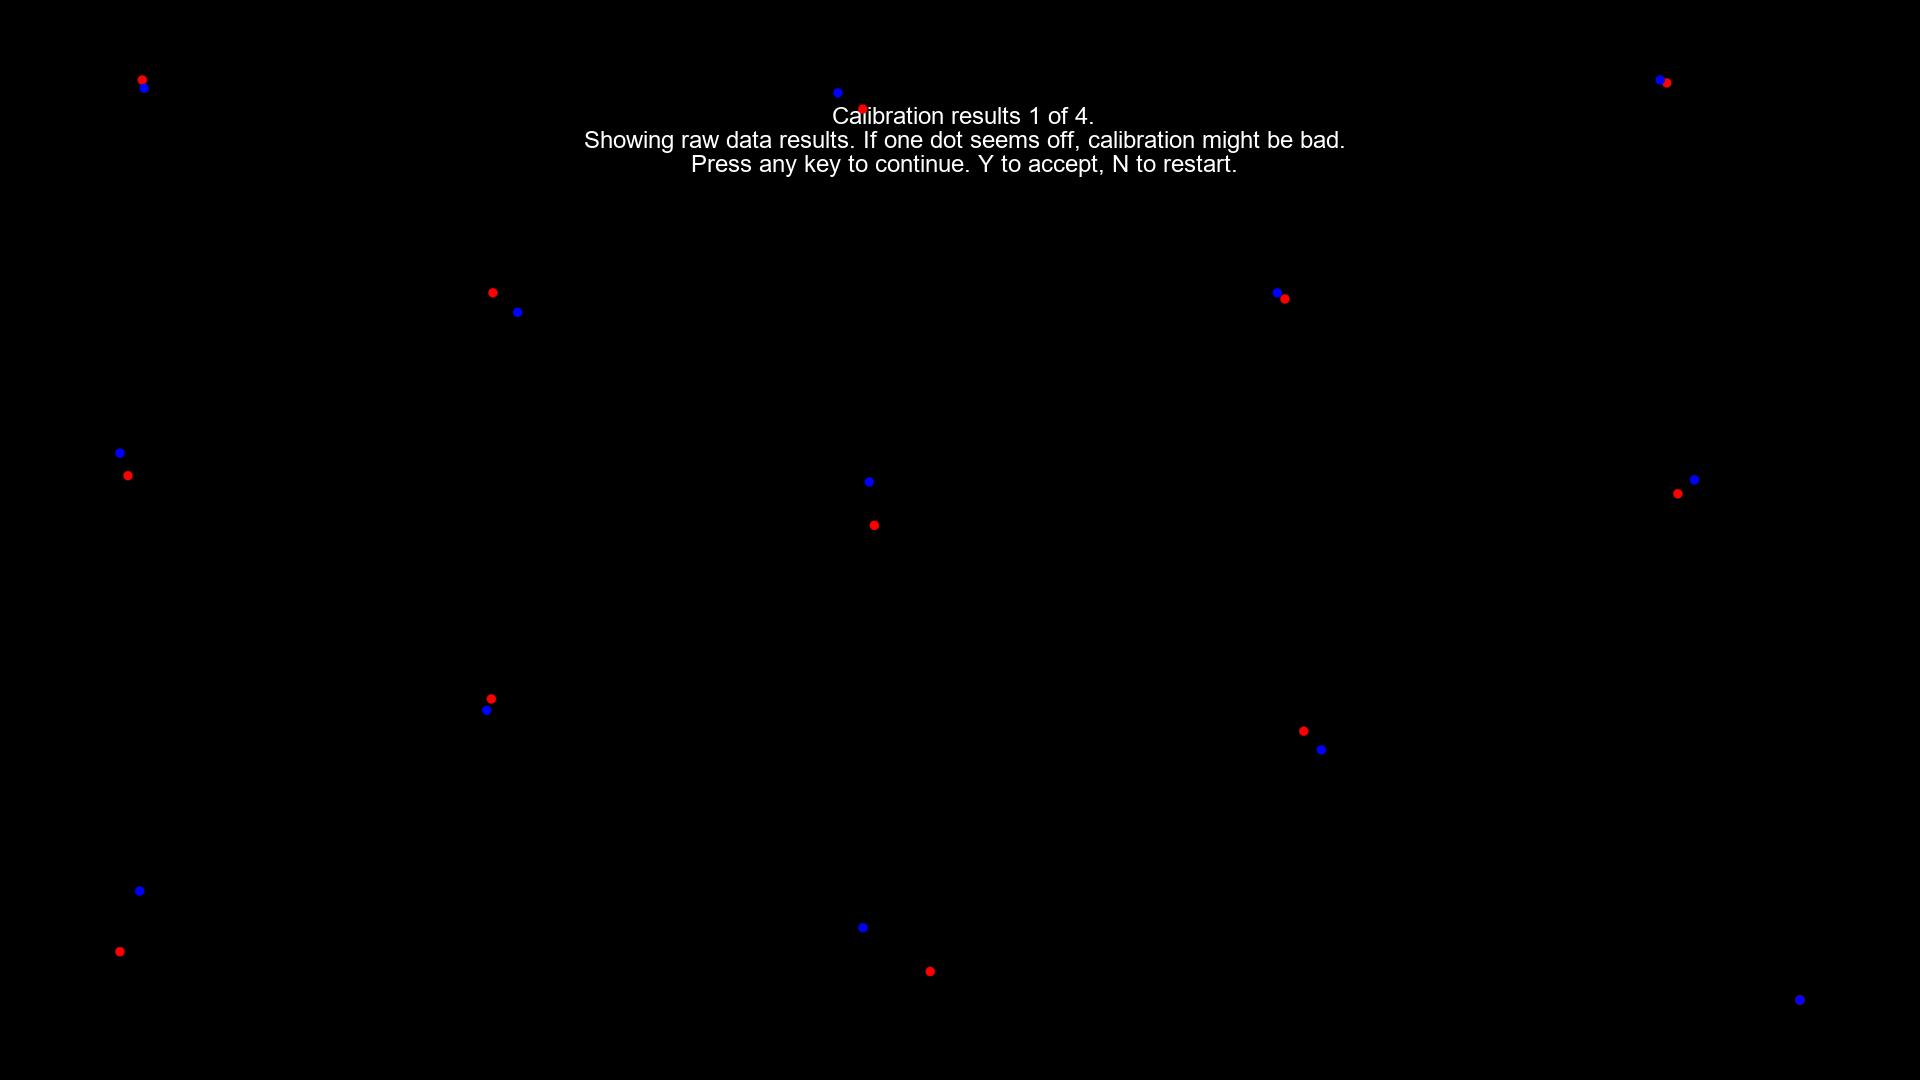 Calibration results 1 of 4.
Showing raw data results. If one dot seems off, calibration might be bad.
Press any key to continue. Y to accept, N to restart.